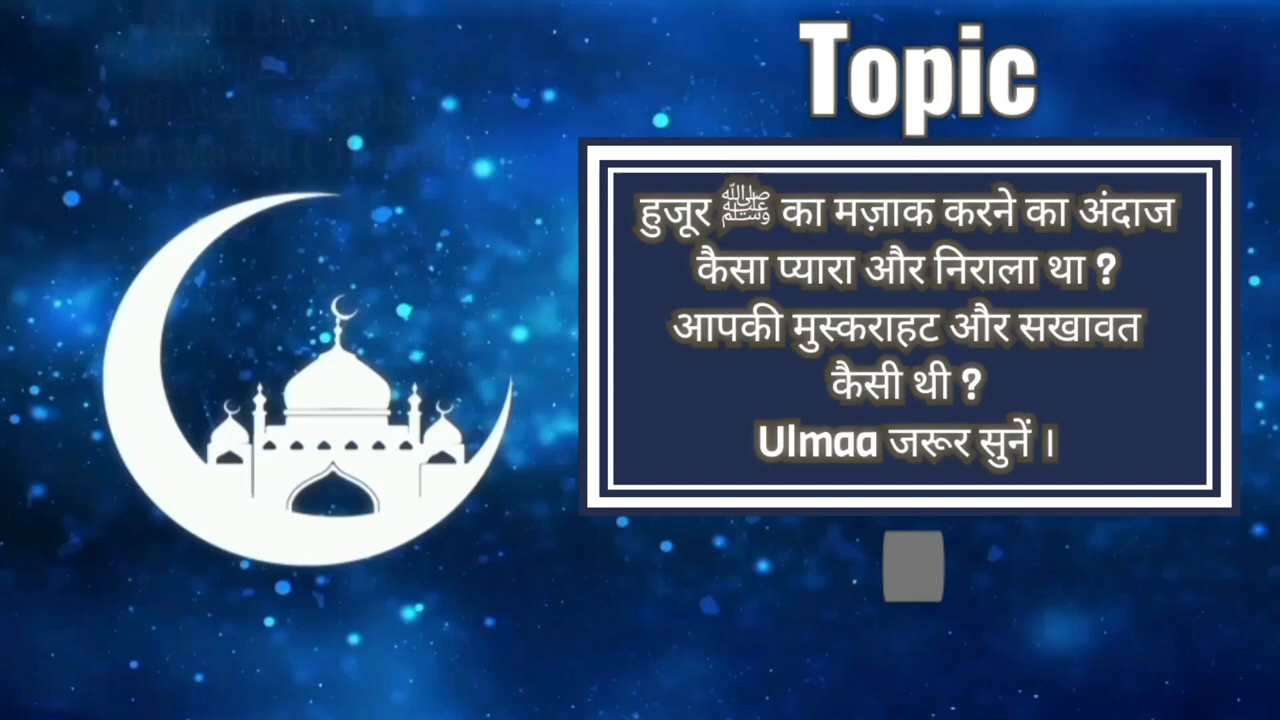 Topic
हुजूर ﷺ का मज़ाक करने का अंदाज
कैसा प्यारा और निराला था ?
आपकी मुस्कराहट और सखावत
कैसी थी ?
Ulmaa जरूर सुनें ।